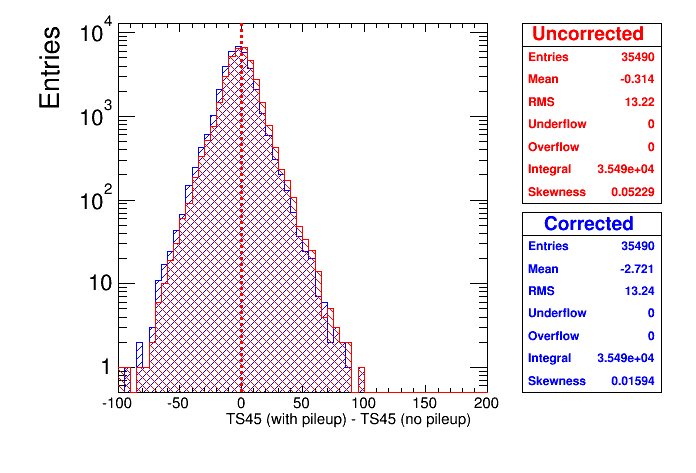 Entries
10^4
10^3
10^2
10
1
-100 -50 0 50 100 150 200
TS45 (with pileup) - TS45 (no pileup)
Uncorrected
Entries 35490
Mean -0.314
RMS 13.22
Underflow 0
Overflow 0
Integral 3.549e+04
Skewness 0.05229
Corrected
Entries 35490
Mean -2.721
RMS 13.24
Underflow 0
Overflow 0
Integral 3.549e+04
Skewness 0.01594